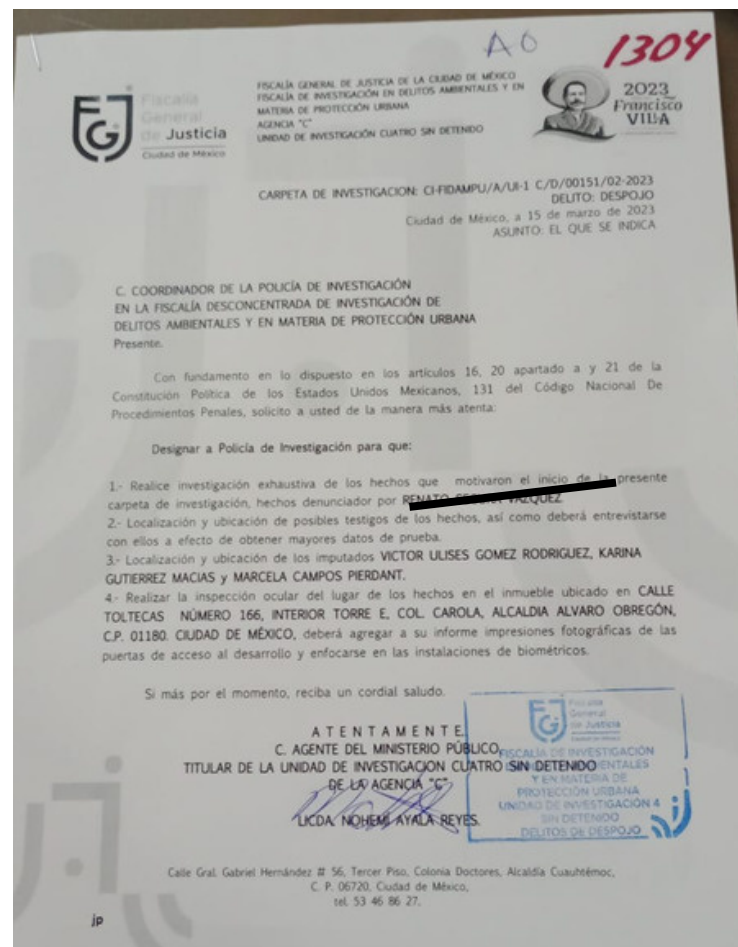 A0
1304
Fiscalía
General
de Justicia
Ciudad de México
FISCALÍA GENERAL DE JUSTICIA DE LA CIUDAD DE MÉXICO
FISCALÍA DE INVESTIGACIÓN EN DELITOS AMBIENTALES Y EN
MATERIA DE PROTECCIÓN URBANA
AGENCIA "C"
UNIDAD DE INVESTIGACIÓN CUATRO SIN DETENIDO
2023
Francisco
VILLA
CARPETA DE INVESTIGACION: CI-FIDAMPU/A/UI-1 C/D/00151/02-2023
DELITO: DESPOJO
Ciudad de México, a 15 de marzo de 2023
ASUNTO: EL QUE SE INDICA
C. COORDINADOR DE LA POLICÍA DE INVESTIGACIÓN
EN LA FISCALÍA DESCONCENTRADA DE INVESTIGACIÓN DE
DELITOS AMBIENTALES Y EN MATERIA DE PROTECCIÓN URBANA
Presente.
Con fundamento en lo dispuesto en los artículos 16, 20 apartado a y 21 de la
Constitución Política de los Estados Unidos Mexicanos, 131 del Código Nacional De
Procedimientos Penales, solicito a usted de la manera más atenta:
Designar a Policía de Investigación para que:
1.- Realice investigación exhaustiva de los hechos que motivaron el inicio de la presente
carpeta de investigación, hechos denunciador por
2.- Localización y ubicación de posibles testigos de los hechos, así como deberá entrevistarse
con ellos a efecto de obtener mayores datos de prueba.
3.- Localización y ubicación de los imputados VICTOR ULISES GOMEZ RODRIGUEZ, KARINA
GUTIERREZ MACIAS y MARCELA CAMPOS PIERDANT.
4.- Realizar la inspección ocular del lugar de los hechos en el inmueble ubicado en CALLE
TOLTECAS NÚMERO 166, INTERIOR TORRE E, COL. CAROLA, ALCALDIA ALVARO OBREGÓN,
C.P. 01180. CIUDAD DE MÉXICO, deberá agregar a su informe impresiones fotográficas de las
puertas de acceso al desarrollo y enfocarse en las instalaciones de biométricos.
Si más por el momento, reciba un cordial saludo.
A T E N T A M E N T E.
C. AGENTE DEL MINISTERIO PÚBLICO
TITULAR DE LA UNIDAD DE INVESTIGACION CUATRO SIN DETENIDO
DE LA AGENCIA "C"
LICDA. NOHEMI AYALA REYES.
Fiscalía
General
de Justicia
FISCALÍA DE INVESTIGACIÓN
AMBIENTALES
Y EN MATERIA DE
PROTECCIÓN URBANA
UNIDAD DE INVESTIGACIÓN 4
SIN DETENIDO
DELITOS DE DESPOJO
Calle Gral. Gabriel Hernández # 56, Tercer Piso, Colonia Doctores, Alcaldía Cuauhtémoc,
C. P. 06720, Ciudad de México,
tel. 53 46 86 27.
jp